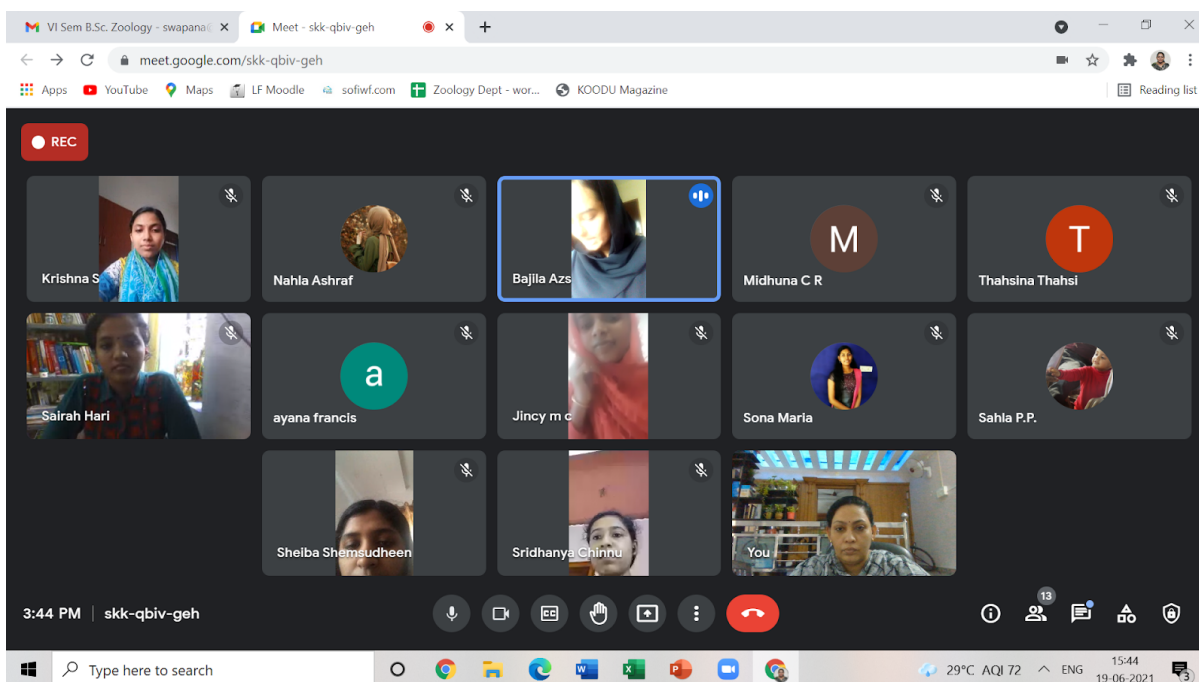 VI Sem B.Sc. Zoology - swapana
Meet - skk-qbiv-geh
meet.google.com/skk-qbiv-geh
Apps YouTube Maps LF Moodle sofiwf.com Zoology Dept - wor... KOODU Magazine Reading list
REC
Krishna S
Nahla Ashraf
Bajila Azs
M
Midhuna C R
T
Thahsina Thahsi
Sairah Hari
a
ayana francis
Jincy m c
Sona Maria
Sahla P.P.
Sheiba Shemsudheen
Sridhanya Chinnu
You
3:44 PM | skk-qbiv-geh
CC
13
Type here to search
29°C AQI 72 ENG 15:44
19-06-2021
3